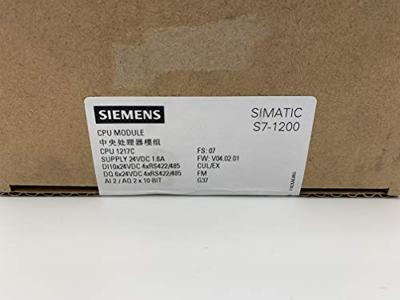 SIEMENS
SIMATIC
S7-1200
CPU MODULE
中央处理器模组
CPU 1217C
SUPPLY 24VDC 1.6A
DI10x24VDC 4xRS422/485
DQ 6x24VDC 4xRS422/485
AI 2 / AQ 2 x 10 BIT
FS: 07
FW: V04.02.01
CUL/EX
FM
G37